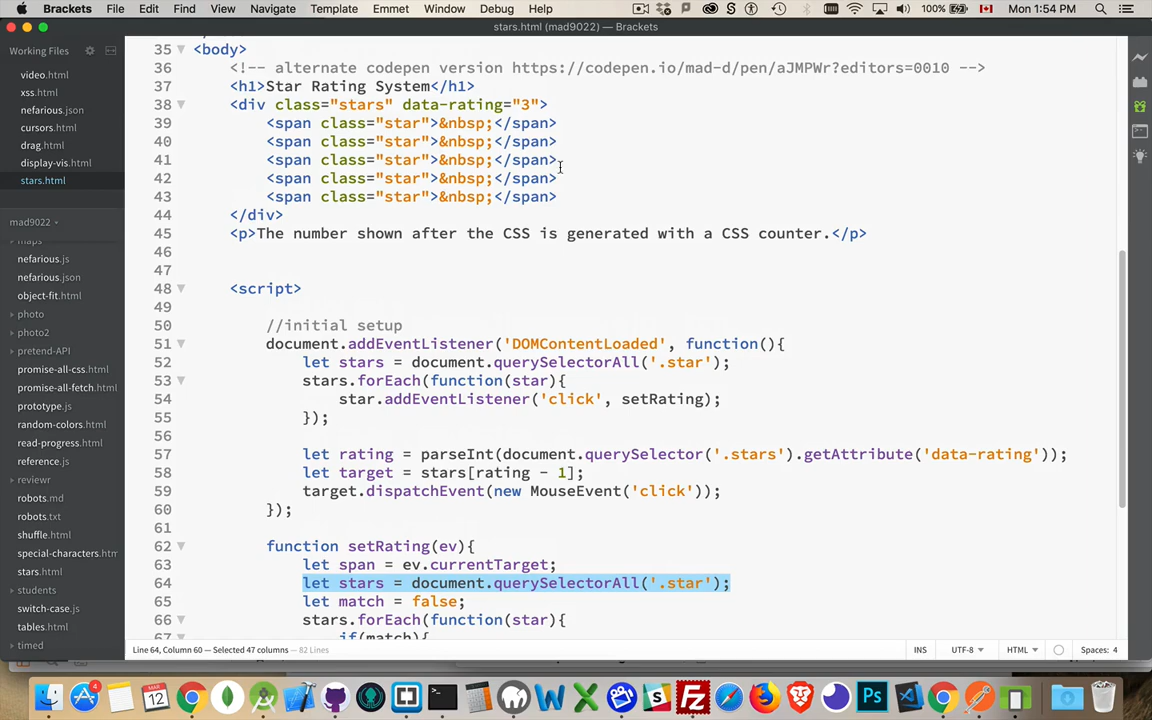 Brackets File Edit Find View Navigate Template Emmet Window Debug Help 100% Mon 1:54 PM
stars.html (mad9022) — Brackets
Working Files
video.html
xss.html
nefarious.json
cursors.html
drag.html
display-vis.html
stars.html
mad9022
maps
nefarious.js
nefarious.json
object-fit.html
photo
photo2
pretend-API
promise-all-css.html
promise-all-fetch.html
prototype.js
random-colors.html
read-progress.html
reference.js
reviewr
robots.md
robots.txt
shuffle.html
special-characters.htm
stars.html
students
switch-case.js
tables.html
timed
35 <body>
36 <!-- alternate codepen version https://codepen.io/mad-d/pen/aJMPWr?editors=0010 -->
37 <h1>Star Rating System</h1>
38 <div class="stars" data-rating="3">
39 <span class="star">&nbsp;</span>
40 <span class="star">&nbsp;</span>
41 <span class="star">&nbsp;</span>
42 <span class="star">&nbsp;</span>
43 <span class="star">&nbsp;</span>
44 </div>
45 <p>The number shown after the CSS is generated with a CSS counter.</p>
46
47
48 <script>
49
50 //initial setup
51 document.addEventListener('DOMContentLoaded', function(){
52 let stars = document.querySelectorAll('.star');
53 stars.forEach(function(star){
54 star.addEventListener('click', setRating);
55 });
56
57 let rating = parseInt(document.querySelector('.stars').getAttribute('data-rating'));
58 let target = stars[rating - 1];
59 target.dispatchEvent(new MouseEvent('click'));
60 });
61
62 function setRating(ev){
63 let span = ev.currentTarget;
64 let stars = document.querySelectorAll('.star');
65 let match = false;
66 stars.forEach(function(star){
67 if(match){
Line 64, Column 60 — Selected 47 columns — 82 Lines INS UTF-8 HTML Spaces: 4
4
MAR
12